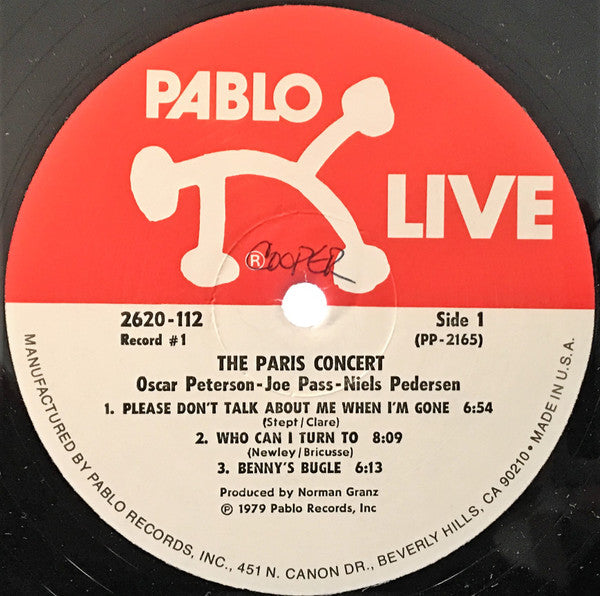 PABLO
LIVE
® COOPER
2620-112
Record #1
Side 1
(PP-2165)
THE PARIS CONCERT
Oscar Peterson-Joe Pass-Niels Pedersen
1. PLEASE DON'T TALK ABOUT ME WHEN I'M GONE 6:54
(Stept/Clare)
2. WHO CAN I TURN TO 8:09
(Newley/Bricusse)
3. BENNY'S BUGLE 6:13
Produced by Norman Granz
℗ 1979 Pablo Records, Inc
MANUFACTURED BY PABLO RECORDS, INC., 451 N. CANON DR., BEVERLY HILLS, CA 90210 • MADE IN U.S.A.